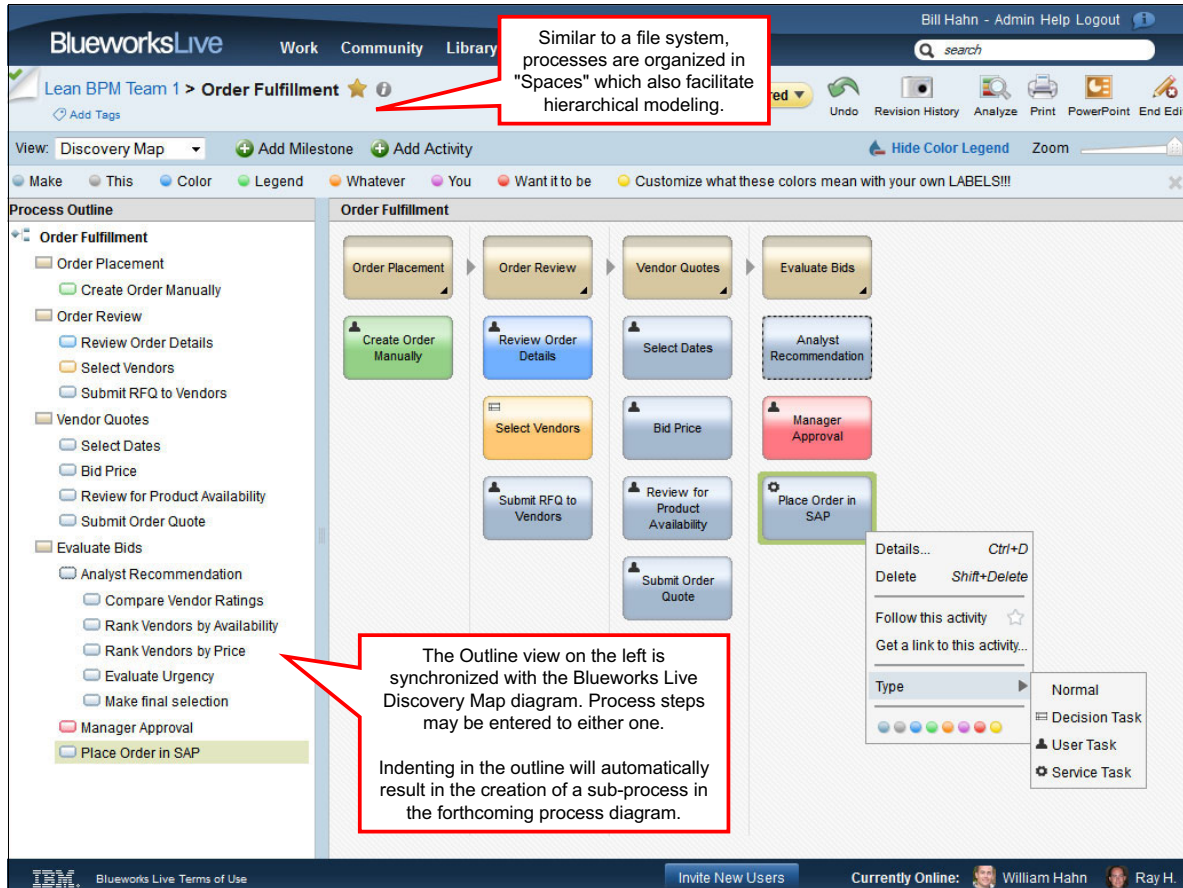 Bill Hahn - Admin Help Logout
BlueworksLive
Work Community Library
search
Similar to a file system,
processes are organized in
"Spaces" which also facilitate
hierarchical modeling.
Lean BPM Team 1 > Order Fulfillment
Add Tags
Undo Revision History Analyze Print PowerPoint End Edi
View: Discovery Map Add Milestone Add Activity
Hide Color Legend Zoom
Make This Color Legend Whatever You Want it to be Customize what these colors mean with your own LABELS!!!
Process Outline
Order Fulfillment
Order Placement
Create Order Manually
Order Review
Review Order Details
Select Vendors
Submit RFQ to Vendors
Vendor Quotes
Select Dates
Bid Price
Review for Product Availability
Submit Order Quote
Evaluate Bids
Analyst Recommendation
Compare Vendor Ratings
Rank Vendors by Availability
Rank Vendors by Price
Evaluate Urgency
Make final selection
Manager Approval
Place Order in SAP
Order Fulfillment
Order Placement
Order Review
Vendor Quotes
Evaluate Bids
Create Order
Manually
Review Order
Details
Select Dates
Analyst
Recommendation
Select Vendors
Bid Price
Manager
Approval
Submit RFQ to
Vendors
Review for
Product
Availability
Place Order in
SAP
Submit Order
Quote
Details... Ctrl+D
Delete Shift+Delete
Follow this activity
Get a link to this activity...
Type
Normal
Decision Task
User Task
Service Task
The Outline view on the left is
synchronized with the Blueworks Live
Discovery Map diagram. Process steps
may be entered to either one.
Indenting in the outline will automatically
result in the creation of a sub-process in
the forthcoming process diagram.
IBM. Blueworks Live Terms of Use
Invite New Users
Currently Online: William Hahn Ray H.